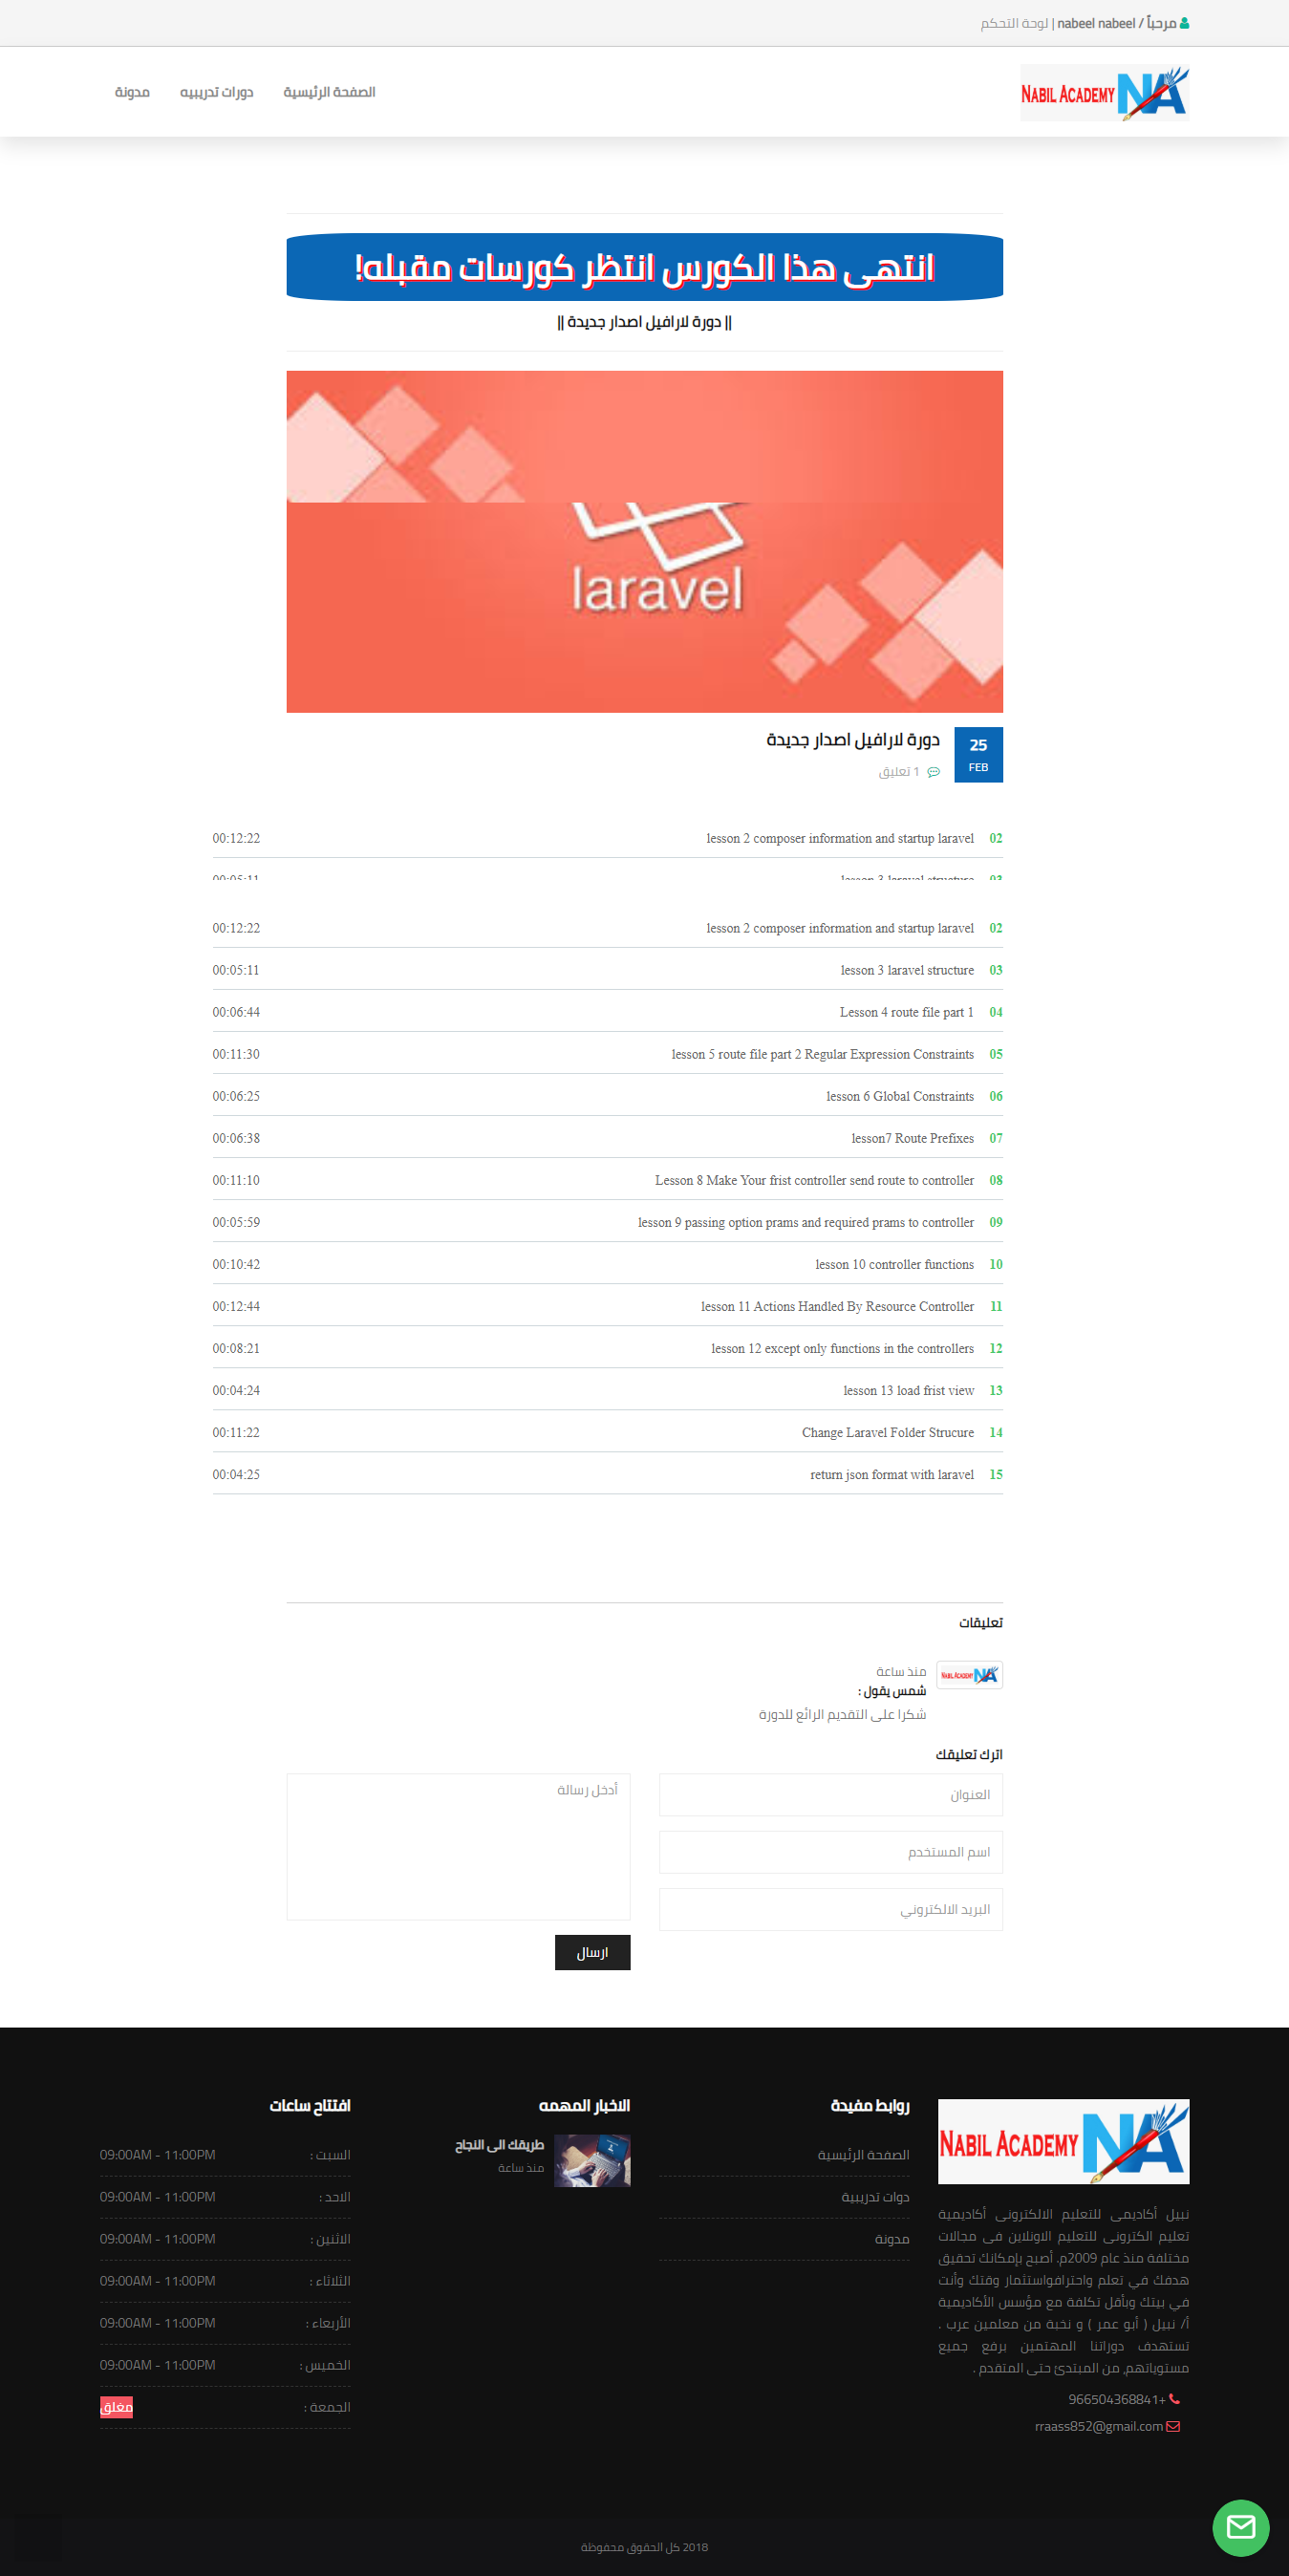 مرحباً / nabeel nabeel | لوحة التحكم
NABIL ACADEMY NA
الصفحة الرئيسية
دورات تدريبيه
مدونة
انتهى هذا الكورس انتظر كورسات مقبله!
|| دورة لارافيل اصدار جديدة ||
laravel
25
FEB
دورة لارافيل اصدار جديدة
1 تعليق
02 lesson 2 composer information and startup laravel 00:12:22
03 lesson 3 laravel structure 00:05:11
02 lesson 2 composer information and startup laravel 00:12:22
03 lesson 3 laravel structure 00:05:11
04 Lesson 4 route file part 1 00:06:44
05 lesson 5 route file part 2 Regular Expression Constraints 00:11:30
06 lesson 6 Global Constraints 00:06:25
07 lesson7 Route Prefixes 00:06:38
08 Lesson 8 Make Your frist controller send route to controller 00:11:10
09 lesson 9 passing option prams and required prams to controller 00:05:59
10 lesson 10 controller functions 00:10:42
11 lesson 11 Actions Handled By Resource Controller 00:12:44
12 lesson 12 except only functions in the controllers 00:08:21
13 lesson 13 load frist view 00:04:24
14 Change Laravel Folder Strucure 00:11:22
15 return json format with laravel 00:04:25
تعليقات
NABIL ACADEMY NA
منذ ساعة
شمس يقول :
شكرا على التقديم الرائع للدورة
اترك تعليقك
العنوان
اسم المستخدم
البريد الالكتروني
أدخل رسالة
ارسال
NABIL ACADEMY NA
نبيل أكاديمى للتعليم الالكترونى أكاديمية
تعليم الكترونى للتعليم الاونلاين فى مجالات
مختلفة منذ عام 2009م. أصبح بإمكانك تحقيق
هدفك في تعلم واحترافواستثمار وقتك وأنت
في بيتك وبأقل تكلفة مع مؤسس الأكاديمية
أ/ نبيل ( أبو عمر ) و نخبة من معلمين عرب .
تستهدف دوراتنا المهتمين برفع جميع
مستوياتهم, من المبتدئ حتى المتقدم .
+966504368841
rraass852@gmail.com
روابط مفيدة
الصفحة الرئيسية
دوات تدريبية
مدونة
الاخبار المهمه
طريقك الى النجاح
منذ ساعة
افتتاح ساعات
السبت : 09:00AM - 11:00PM
الاحد : 09:00AM - 11:00PM
الاثنين : 09:00AM - 11:00PM
الثلاثاء : 09:00AM - 11:00PM
الأربعاء : 09:00AM - 11:00PM
الخميس : 09:00AM - 11:00PM
الجمعة : مغلق
2018 كل الحقوق محفوظة